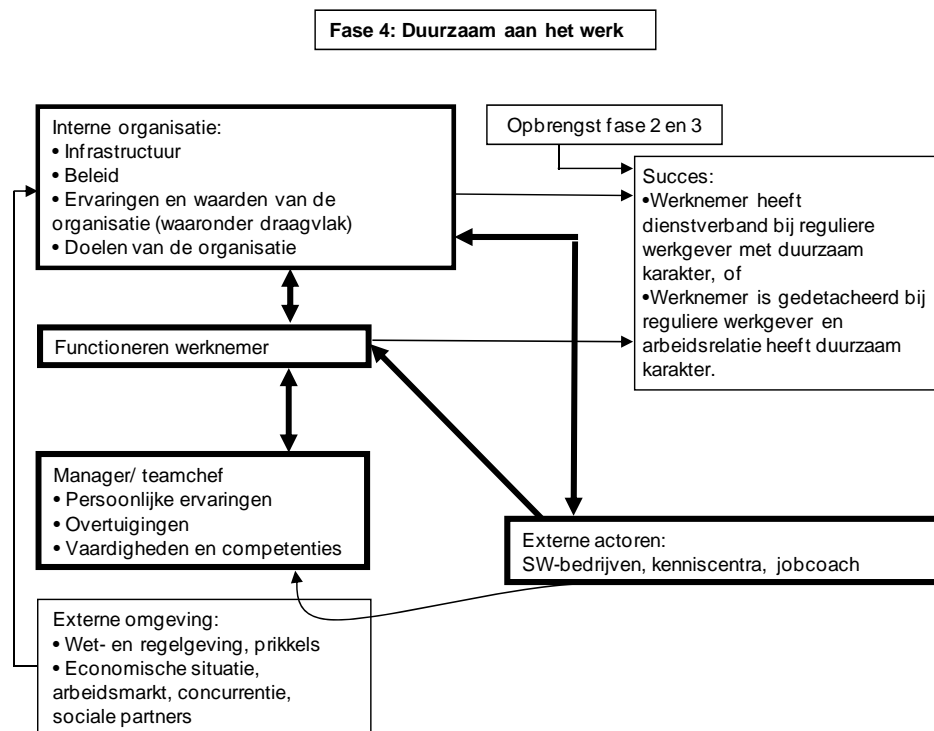 Fase 4: Duurzaam aan het werk
Interne organisatie:
• Infrastructuur
• Beleid
• Ervaringen en waarden van de
organisatie (waaronder draagvlak)
• Doelen van de organisatie
Opbrengst fase 2 en 3
Succes:
•Werknemer heeft
dienstverband bij reguliere
werkgever met duurzaam
karakter, of
•Werknemer is gedetacheerd bij
reguliere werkgever en
arbeidsrelatie heeft duurzaam
karakter.
Functioneren werknemer
Manager/ teamchef
• Persoonlijke ervaringen
• Overtuigingen
• Vaardigheden en competenties
Externe actoren:
SW-bedrijven, kenniscentra, jobcoach
Externe omgeving:
• Wet- en regelgeving, prikkels
• Economische situatie,
arbeidsmarkt, concurrentie,
sociale partners